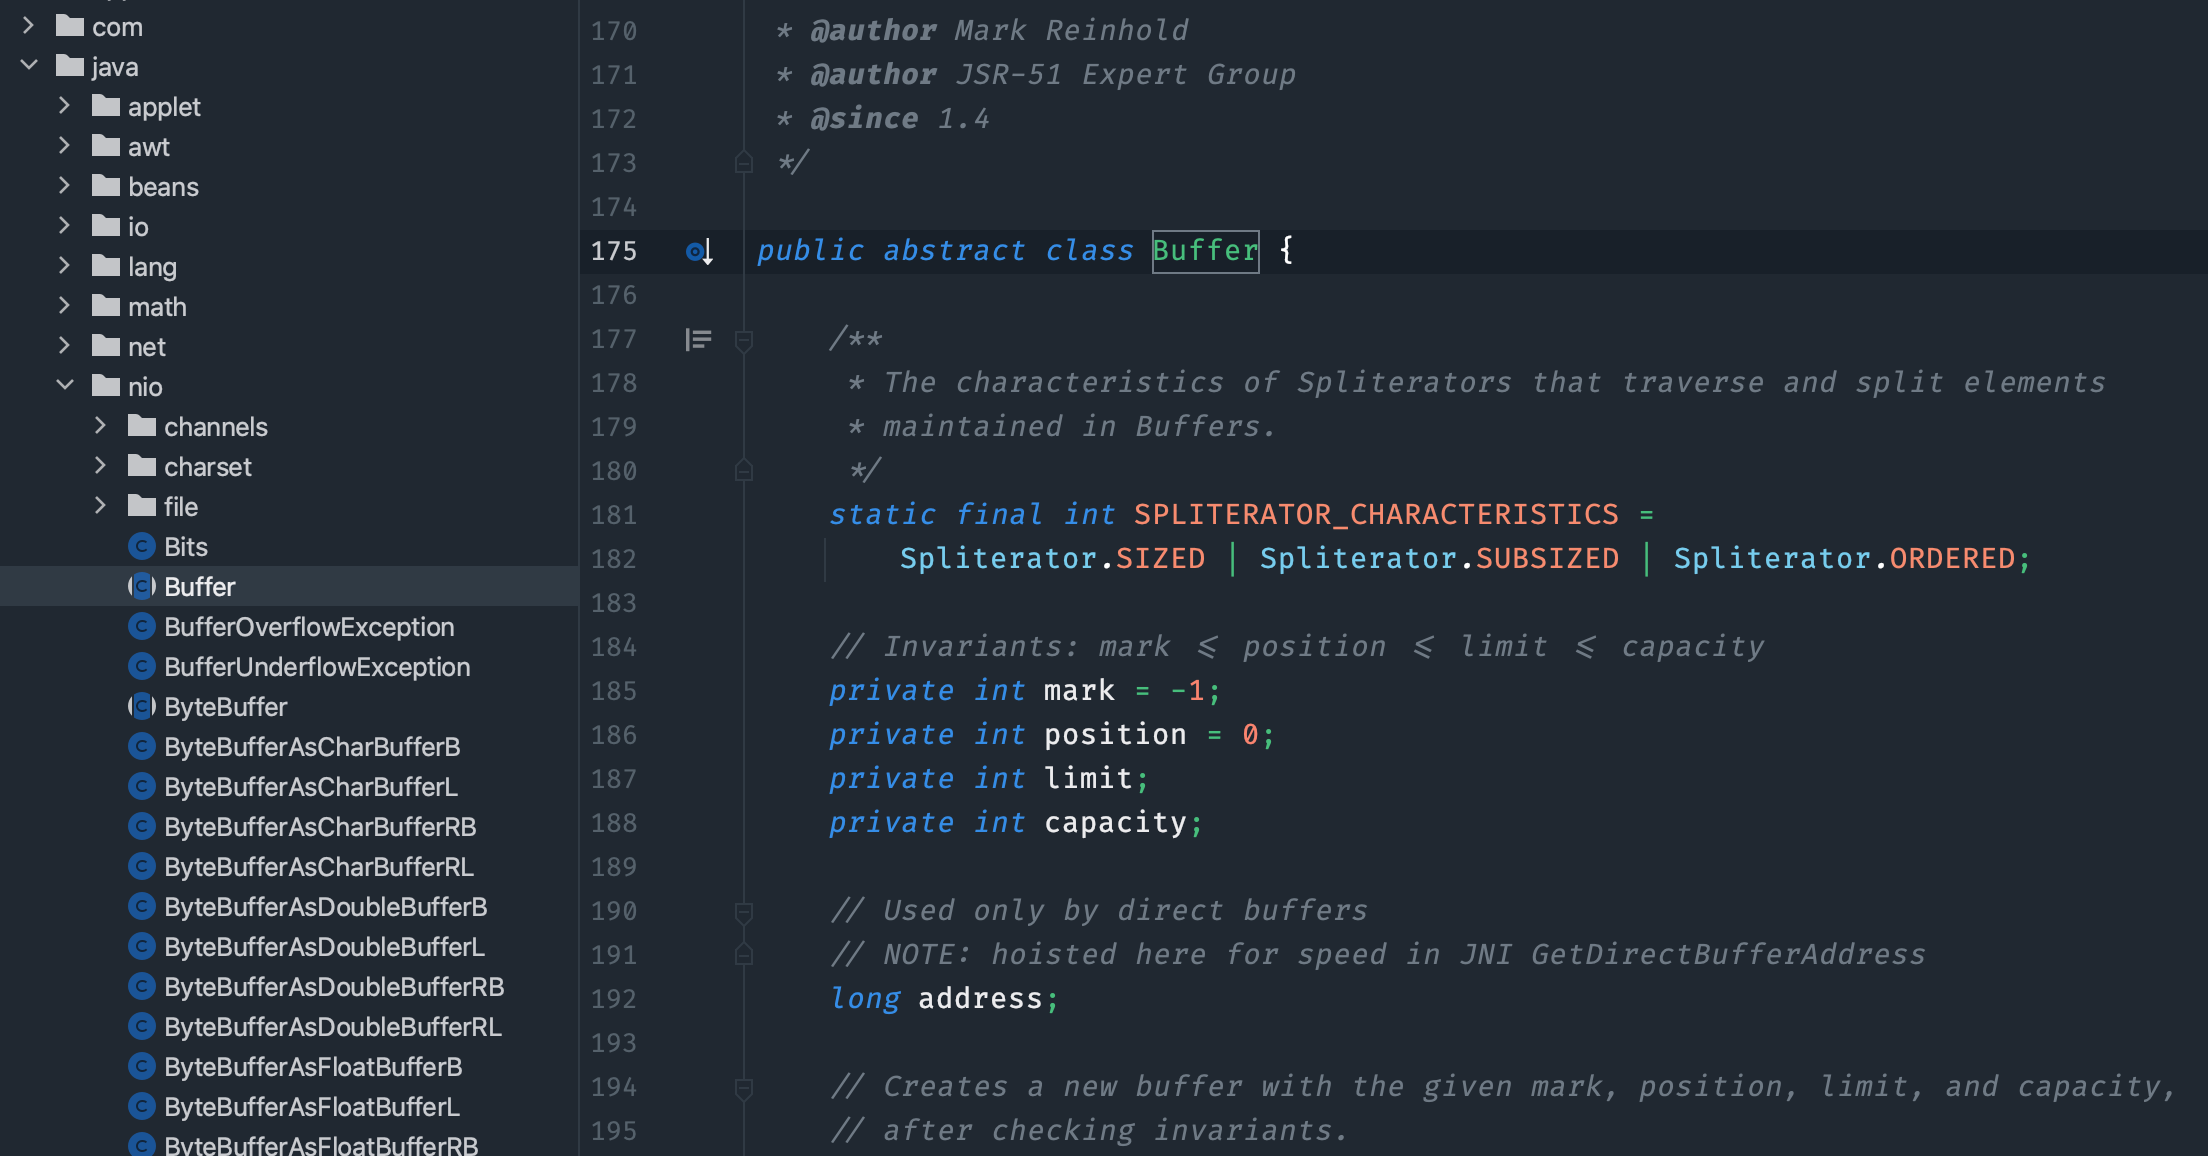 com
java
applet
awt
beans
io
lang
math
net
nio
channels
charset
file
Bits
Buffer
BufferOverflowException
BufferUnderflowException
ByteBuffer
ByteBufferAsCharBufferB
ByteBufferAsCharBufferL
ByteBufferAsCharBufferRB
ByteBufferAsCharBufferRL
ByteBufferAsDoubleBufferB
ByteBufferAsDoubleBufferL
ByteBufferAsDoubleBufferRB
ByteBufferAsDoubleBufferRL
ByteBufferAsFloatBufferB
ByteBufferAsFloatBufferL
ByteBufferAsFloatBufferRB
170 * @author Mark Reinhold
171 * @author JSR-51 Expert Group
172 * @since 1.4
173 */
174
175 public abstract class Buffer {
176
177 /**
178 * The characteristics of Spliterators that traverse and split elements
179 * maintained in Buffers.
180 */
181 static final int SPLITERATOR_CHARACTERISTICS =
182 Spliterator.SIZED | Spliterator.SUBSIZED | Spliterator.ORDERED;
183
184 // Invariants: mark <= position <= limit <= capacity
185 private int mark = -1;
186 private int position = 0;
187 private int limit;
188 private int capacity;
189
190 // Used only by direct buffers
191 // NOTE: hoisted here for speed in JNI GetDirectBufferAddress
192 long address;
193
194 // Creates a new buffer with the given mark, position, limit, and capacity,
195 // after checking invariants.